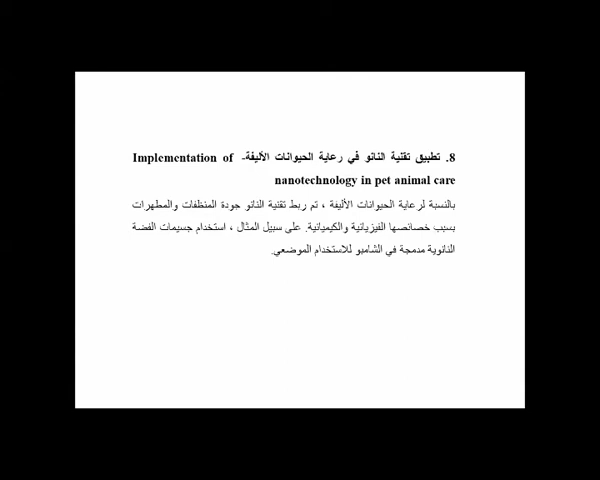 8. تطبيق تقنية النانو في رعاية الحيوانات الأليفة- Implementation of
nanotechnology in pet animal care
بالنسبة لرعاية الحيوانات الأليفة ، تم ربط تقنية النانو جودة المنظفات والمطهرات
بسبب خصائصها الفيزيائية والكيميائية. على سبيل المثال ، استخدام جسيمات الفضة
النانوية مدمجة في الشامبو للاستخدام الموضعي.